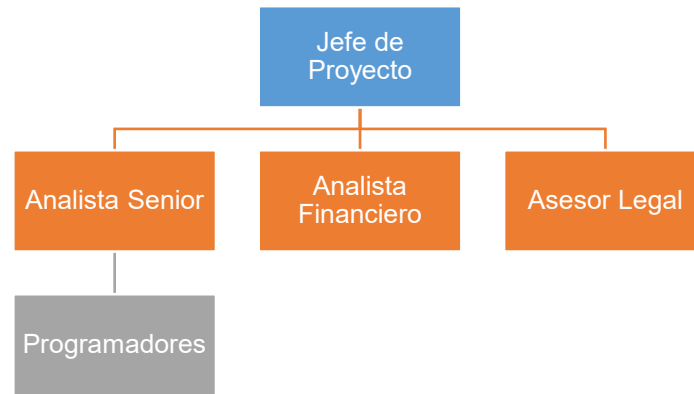 Jefe de
Proyecto
Analista Senior
Analista
Financiero
Asesor Legal
Programadores